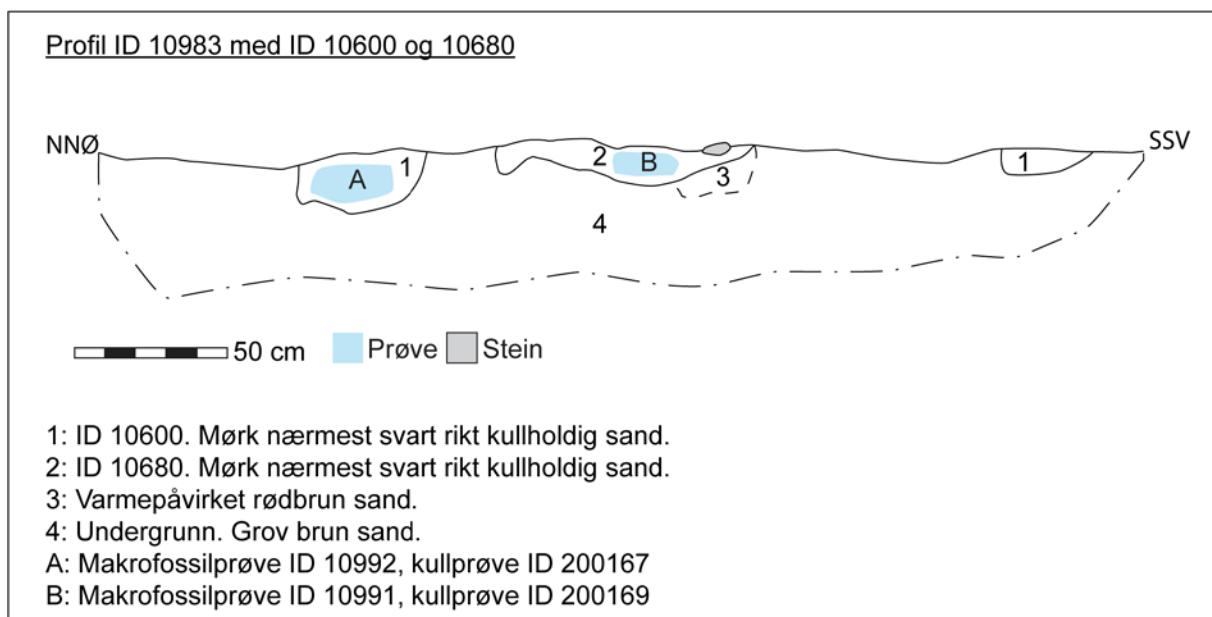 Profil ID 10983 med ID 10600 og 10680
NNØ
SSV
1
A
2
B
3
1
4
50 cm
Prøve
Stein
1: ID 10600. Mørk nærmest svart rikt kullholdig sand.
2: ID 10680. Mørk nærmest svart rikt kullholdig sand.
3: Varmepåvirket rødbrun sand.
4: Undergrunn. Grov brun sand.
A: Makrofossilprøve ID 10992, kullprøve ID 200167
B: Makrofossilprøve ID 10991, kullprøve ID 200169